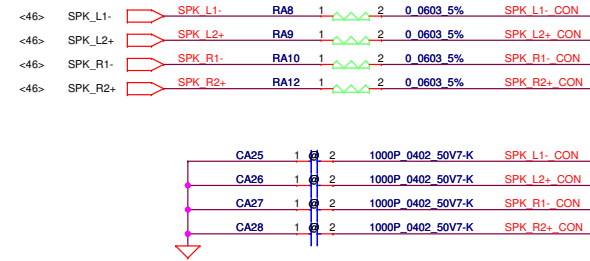 <46> SPK_L1- SPK_L1- RA8 1 2 0_0603_5% SPK_L1-_CON
<46> SPK_L2+ SPK_L2+ RA9 1 2 0_0603_5% SPK_L2+_CON
<46> SPK_R1- SPK_R1- RA10 1 2 0_0603_5% SPK_R1-_CON
<46> SPK_R2+ SPK_R2+ RA12 1 2 0_0603_5% SPK_R2+_CON
CA25 1 @ 2 1000P_0402_50V7-K SPK_L1-_CON
CA26 1 @ 2 1000P_0402_50V7-K SPK_L2+_CON
CA27 1 @ 2 1000P_0402_50V7-K SPK_R1-_CON
CA28 1 @ 2 1000P_0402_50V7-K SPK_R2+_CON